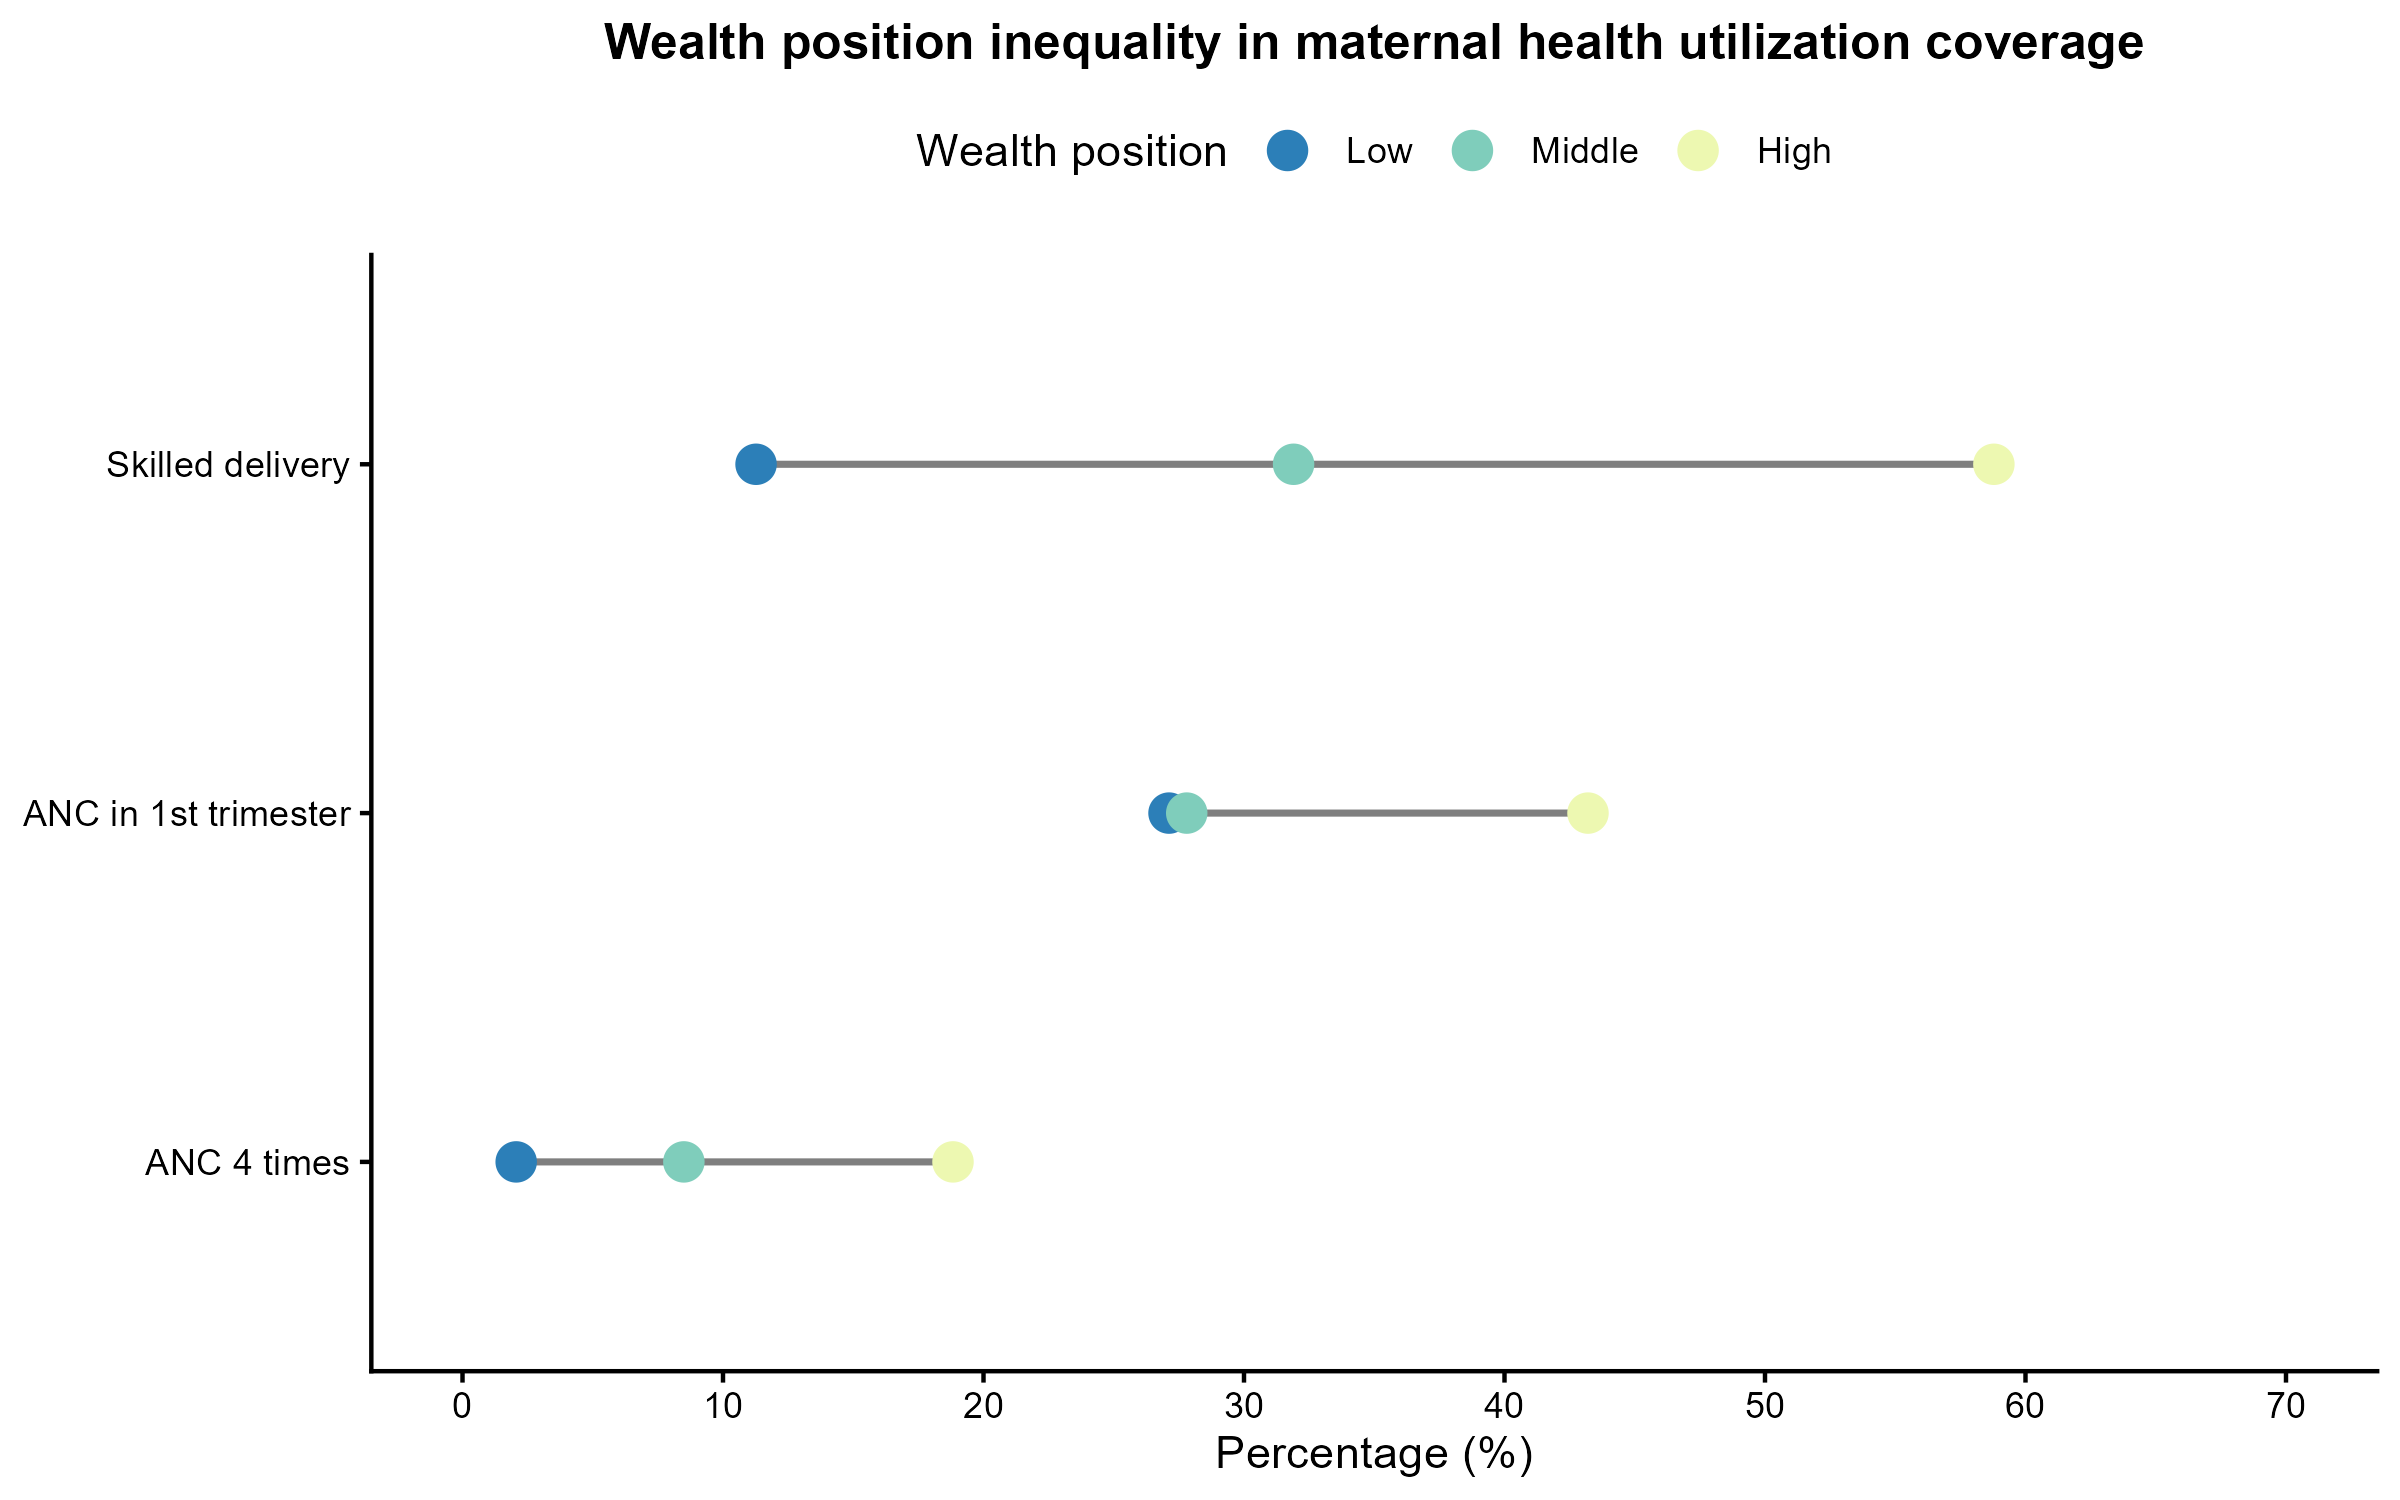 Wealth position inequality in maternal health utilization coverage
Wealth position Low Middle High
Skilled delivery
ANC in 1st trimester
ANC 4 times
0 10 20 30 40 50 60 70
Percentage (%)